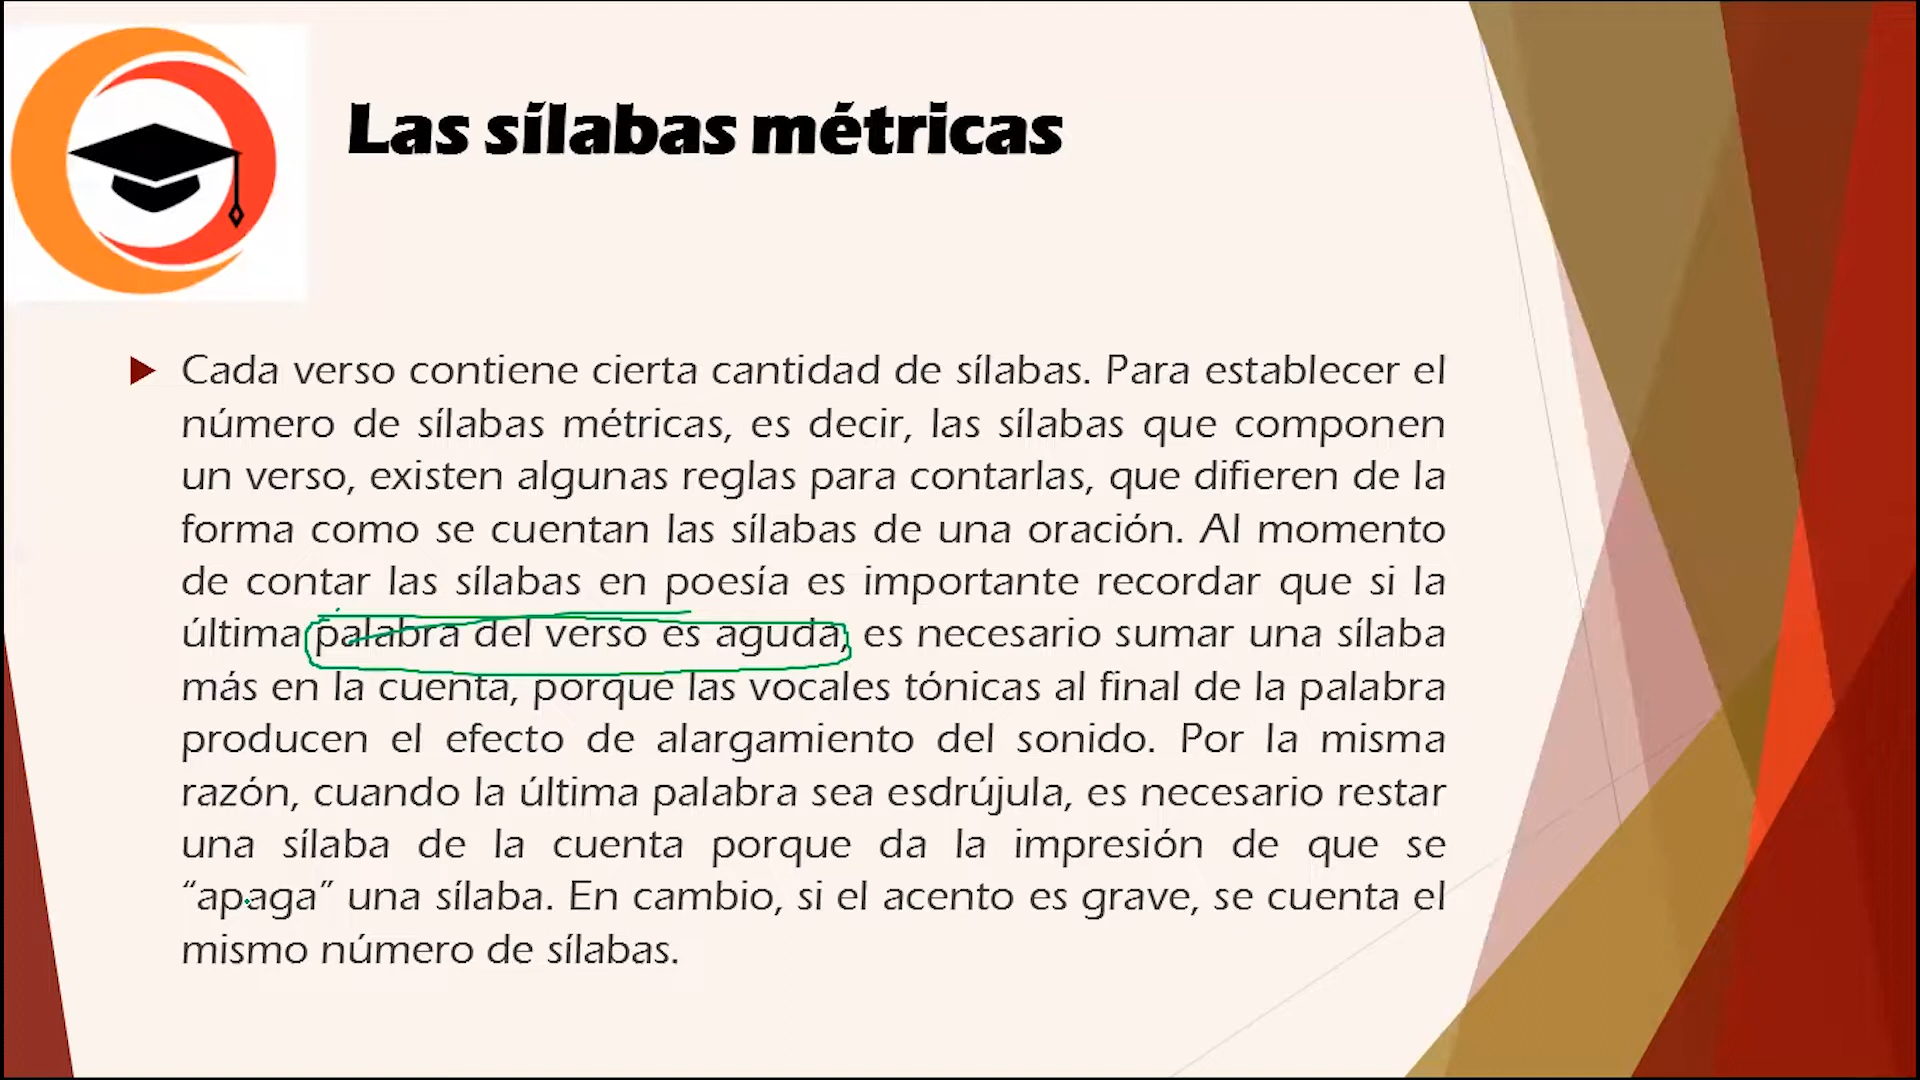 Las sílabas métricas
Cada verso contiene cierta cantidad de sílabas. Para establecer el
número de sílabas métricas, es decir, las sílabas que componen
un verso, existen algunas reglas para contarlas, que difieren de la
forma como se cuentan las sílabas de una oración. Al momento
de contar las sílabas en poesía es importante recordar que si la
última palabra del verso es aguda, es necesario sumar una sílaba
más en la cuenta, porque las vocales tónicas al final de la palabra
producen el efecto de alargamiento del sonido. Por la misma
razón, cuando la última palabra sea esdrújula, es necesario restar
una sílaba de la cuenta porque da la impresión de que se
“apaga” una sílaba. En cambio, si el acento es grave, se cuenta el
mismo número de sílabas.